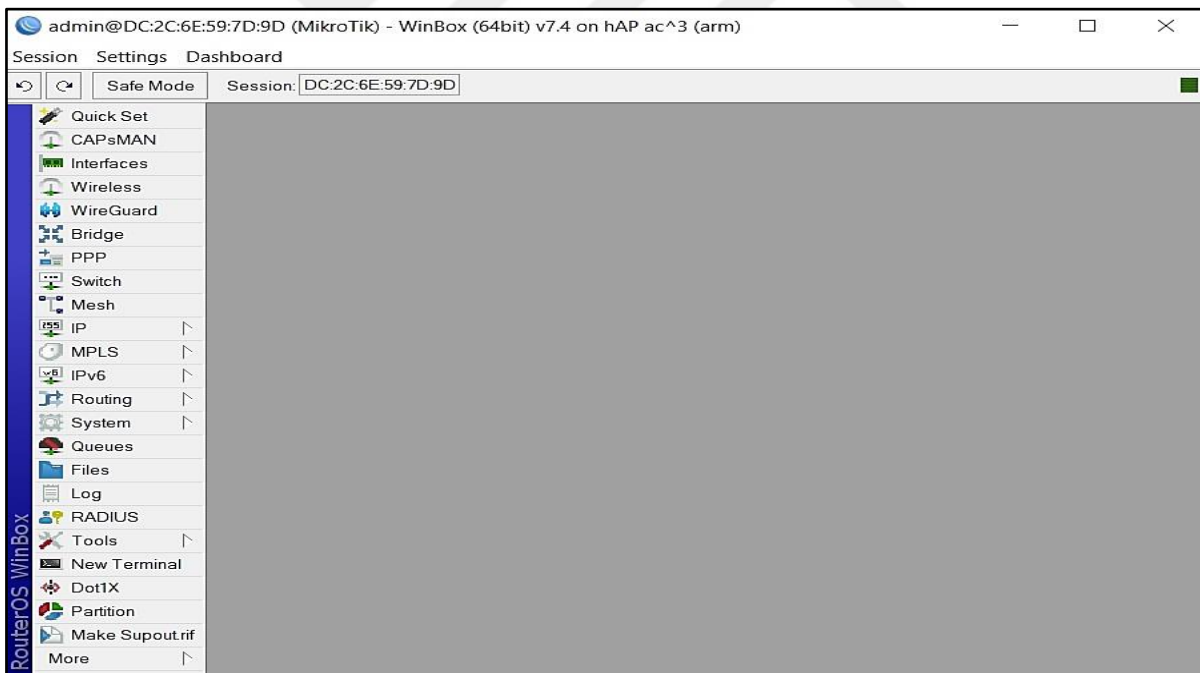 admin@DC:2C:6E:59:7D:9D (MikroTik) - WinBox (64bit) v7.4 on hAP ac^3 (arm)
Session Settings Dashboard
Safe Mode Session: DC:2C:6E:59:7D:9D
Quick Set
CAPsMAN
Interfaces
Wireless
WireGuard
Bridge
PPP
Switch
Mesh
255 IP
MPLS
v6 IPv6
Routing
System
Queues
Files
Log
RADIUS
Tools
New Terminal
Dot1X
Partition
Make Supout.rif
More
RouterOS WinBox